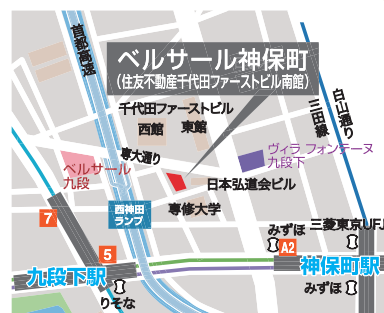 首都高速
ベルサール神保町
（住友不動産千代田ファーストビル南館）
白山通り
三田線
千代田ファーストビル
西館
東館
専大通り
ヴィラ フォンテーヌ
九段下
ベルサール
九段
日本弘道会ビル
西神田
ランプ
専修大学
7
5
みずほ
三菱東京UFJ
A2
九段下駅
神保町駅
りそな
みずほ